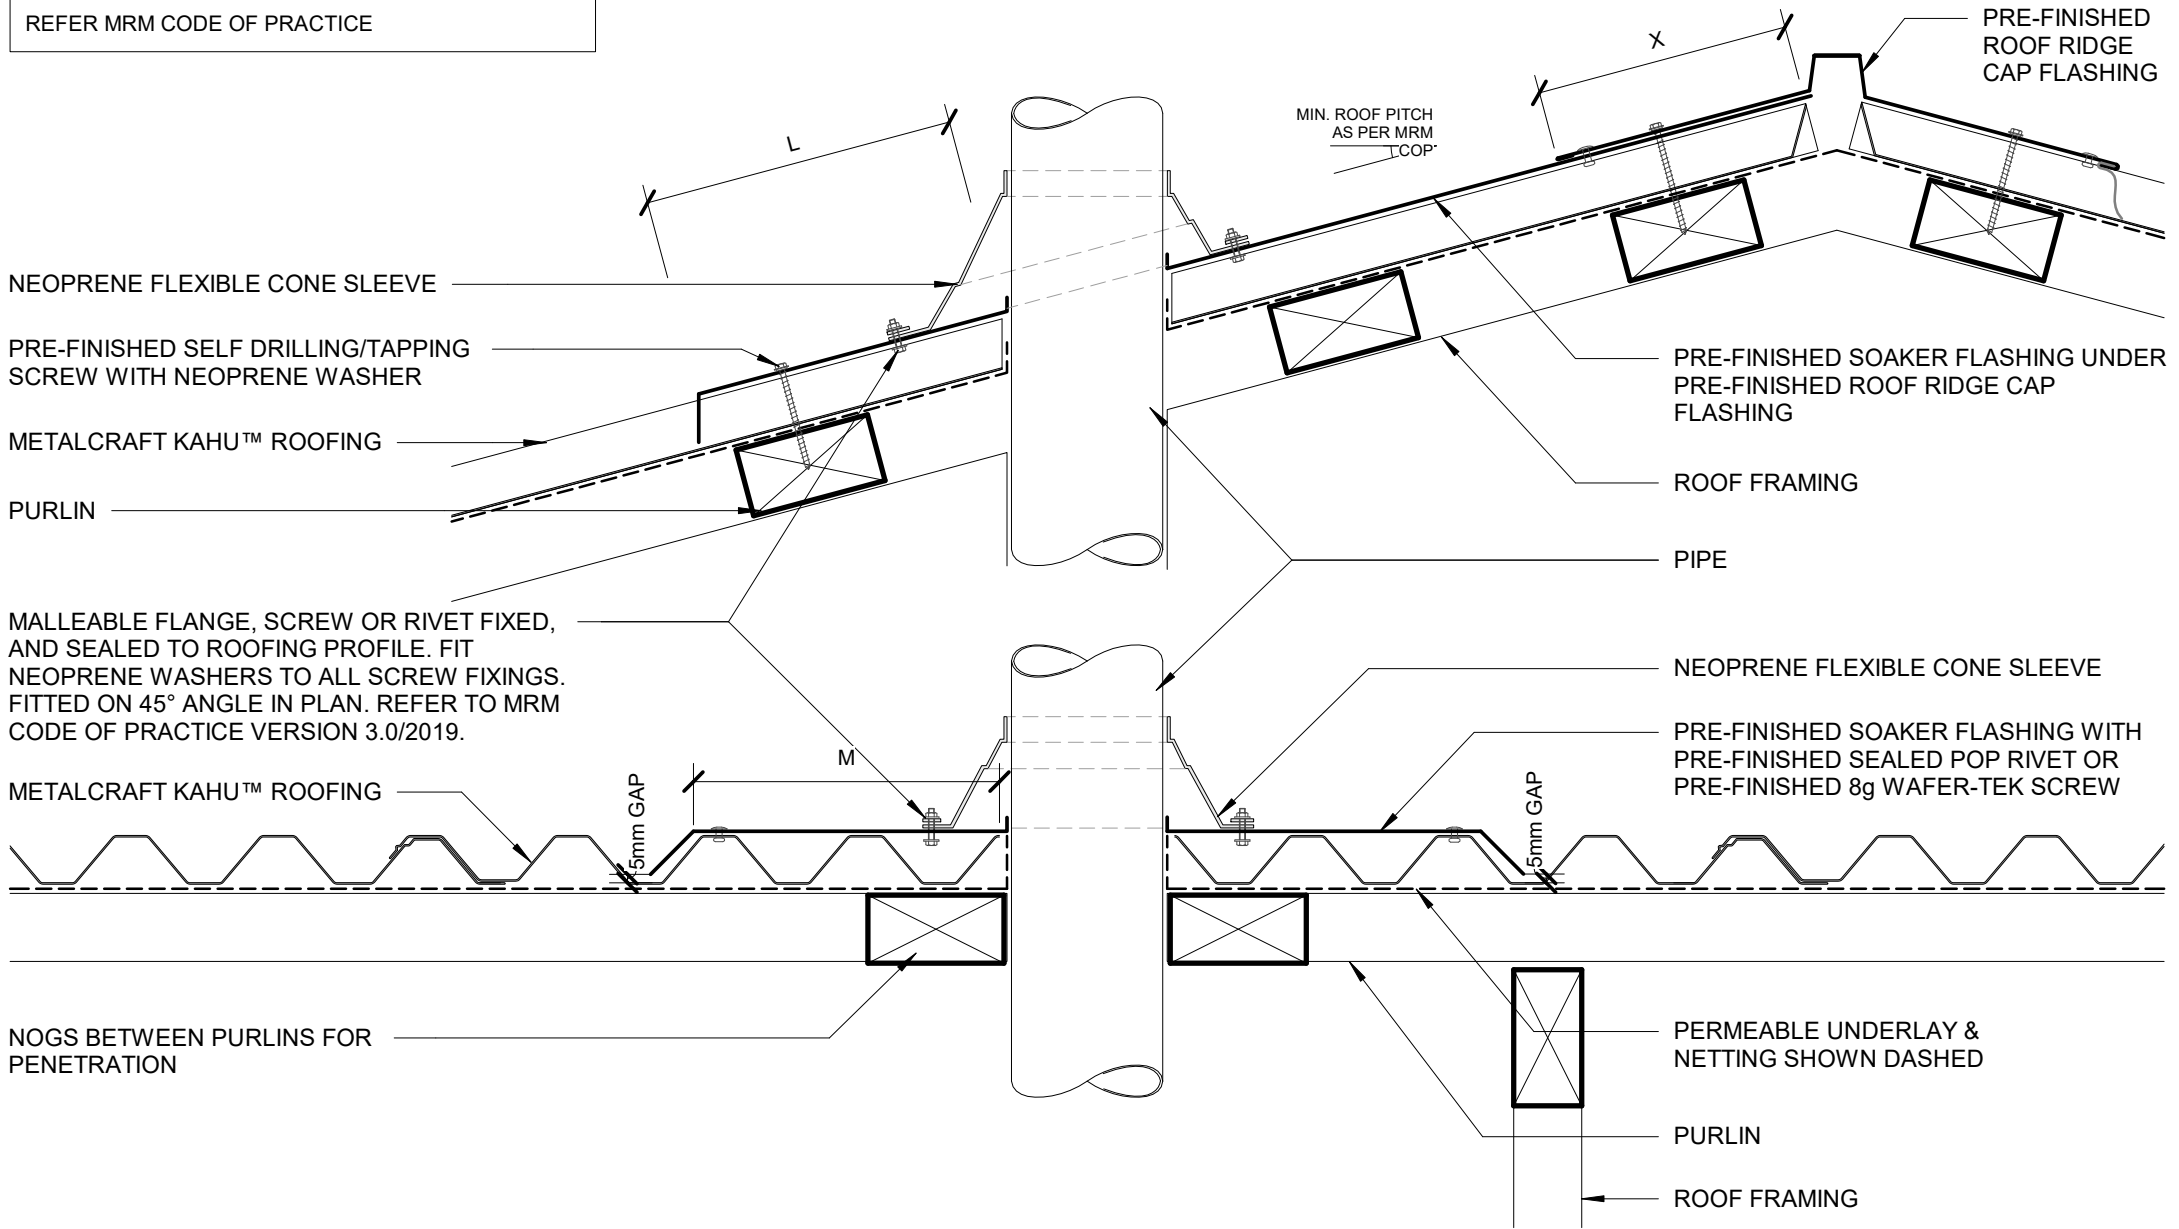 REFER MRM CODE OF PRACTICE
PRE-FINISHED
ROOF RIDGE
CAP FLASHING
X
L
MIN. ROOF PITCH
AS PER MRM
COP
NEOPRENE FLEXIBLE CONE SLEEVE
PRE-FINISHED SELF DRILLING/TAPPING
SCREW WITH NEOPRENE WASHER
METALCRAFT KAHU™ ROOFING
PURLIN
PRE-FINISHED SOAKER FLASHING UNDER
PRE-FINISHED ROOF RIDGE CAP
FLASHING
ROOF FRAMING
PIPE
MALLEABLE FLANGE, SCREW OR RIVET FIXED,
AND SEALED TO ROOFING PROFILE. FIT
NEOPRENE WASHERS TO ALL SCREW FIXINGS.
FITTED ON 45° ANGLE IN PLAN. REFER TO MRM
CODE OF PRACTICE VERSION 3.0/2019.
METALCRAFT KAHU™ ROOFING
5mm GAP
M
NEOPRENE FLEXIBLE CONE SLEEVE
PRE-FINISHED SOAKER FLASHING WITH
PRE-FINISHED SEALED POP RIVET OR
PRE-FINISHED 8g WAFER-TEK SCREW
5mm GAP
NOGS BETWEEN PURLINS FOR
PENETRATION
PERMEABLE UNDERLAY &
NETTING SHOWN DASHED
PURLIN
ROOF FRAMING